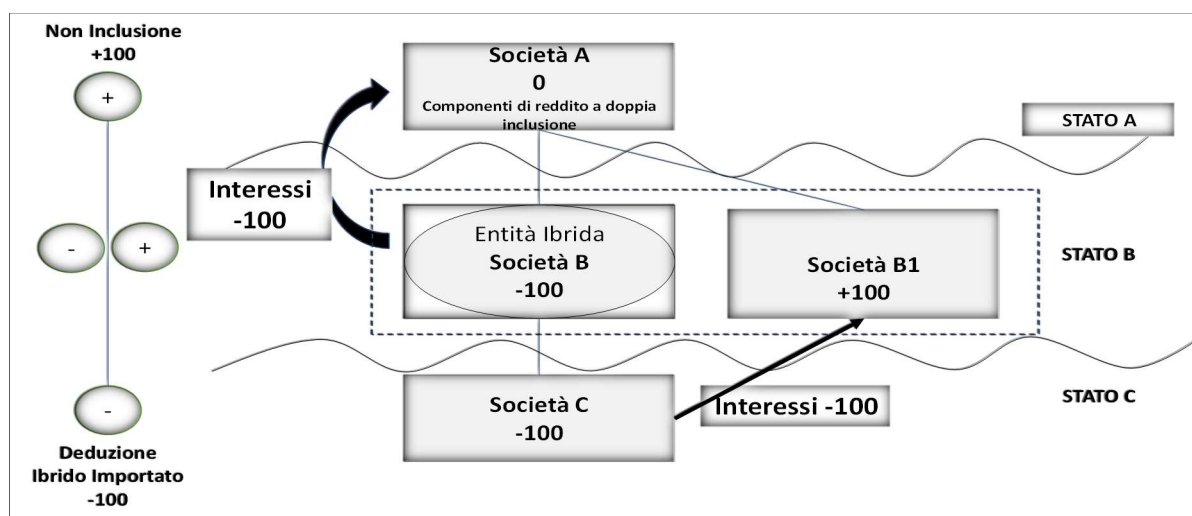 Non Inclusione
+100
+
Società A
0
Componenti di reddito a doppia
inclusione
STATO A
Interessi
-100
-
+
Entità Ibrida
Società B
-100
Società B1
+100
STATO B
Società C
-100
Interessi -100
STATO C
-
Deduzione
Ibrido Importato
-100